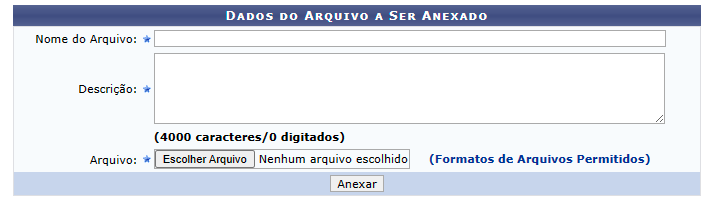 Dados do Arquivo a Ser Anexado
Nome do Arquivo:
Descrição:
(4000 caracteres/0 digitados)
Arquivo: Escolher Arquivo Nenhum arquivo escolhido (Formatos de Arquivos Permitidos)
Anexar